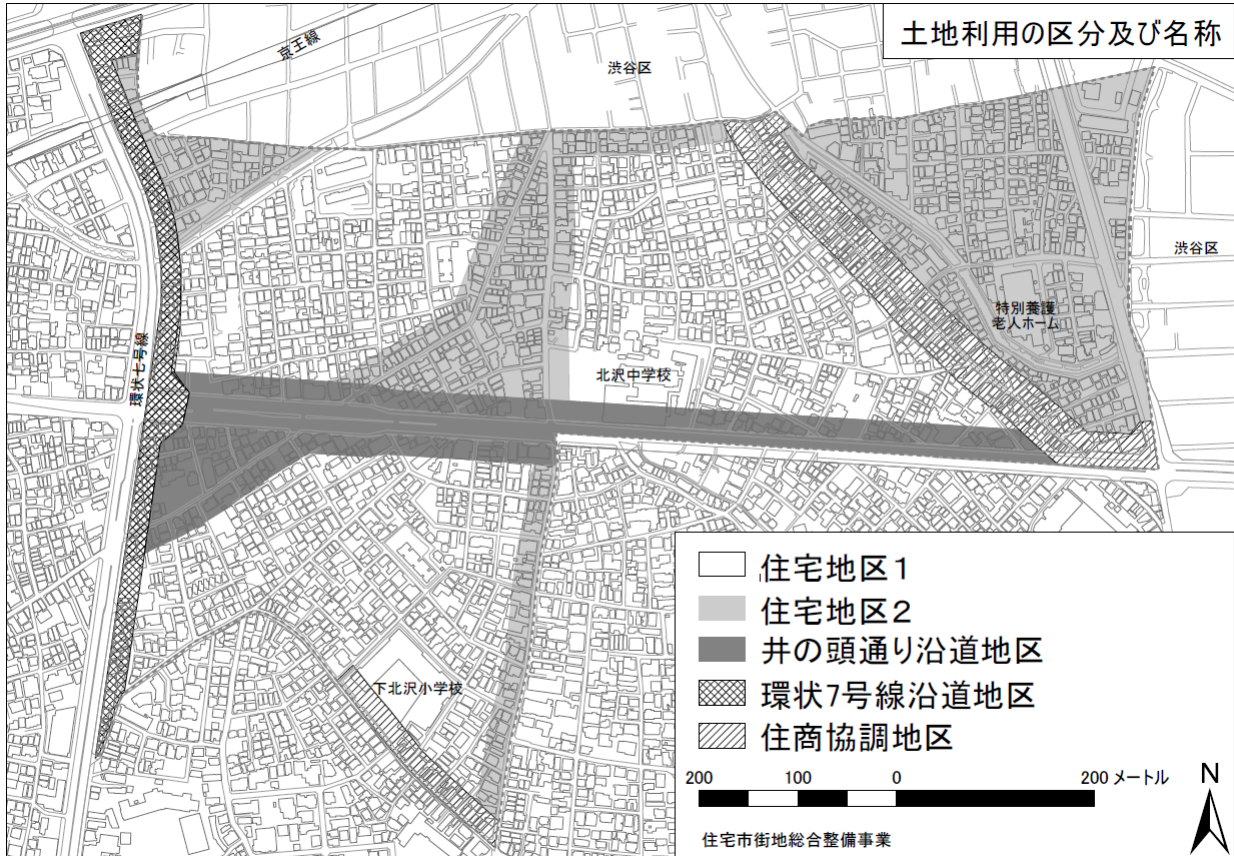 土地利用の区分及び名称
京王線
渋谷区
渋谷区
特別養護
老人ホーム
環状七号線
北沢中学校
下北沢小学校
住宅地区1
住宅地区2
井の頭通り沿道地区
環状7号線沿道地区
住商協調地区
200 100 0 200 メートル
N
住宅市街地総合整備事業